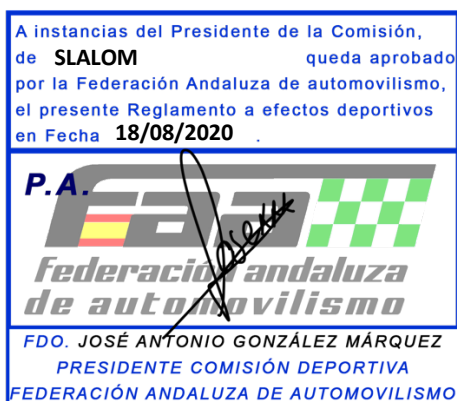 A instancias del Presidente de la Comisión,
de SLALOM queda aprobado
por la Federación Andaluza de automovilismo,
el presente Reglamento a efectos deportivos
en Fecha 18/08/2020 .
P.A.
FAA
federación andaluza
de automovilismo
FDO. JOSÉ ANTONIO GONZÁLEZ MÁRQUEZ
PRESIDENTE COMISIÓN DEPORTIVA
FEDERACIÓN ANDALUZA DE AUTOMOVILISMO